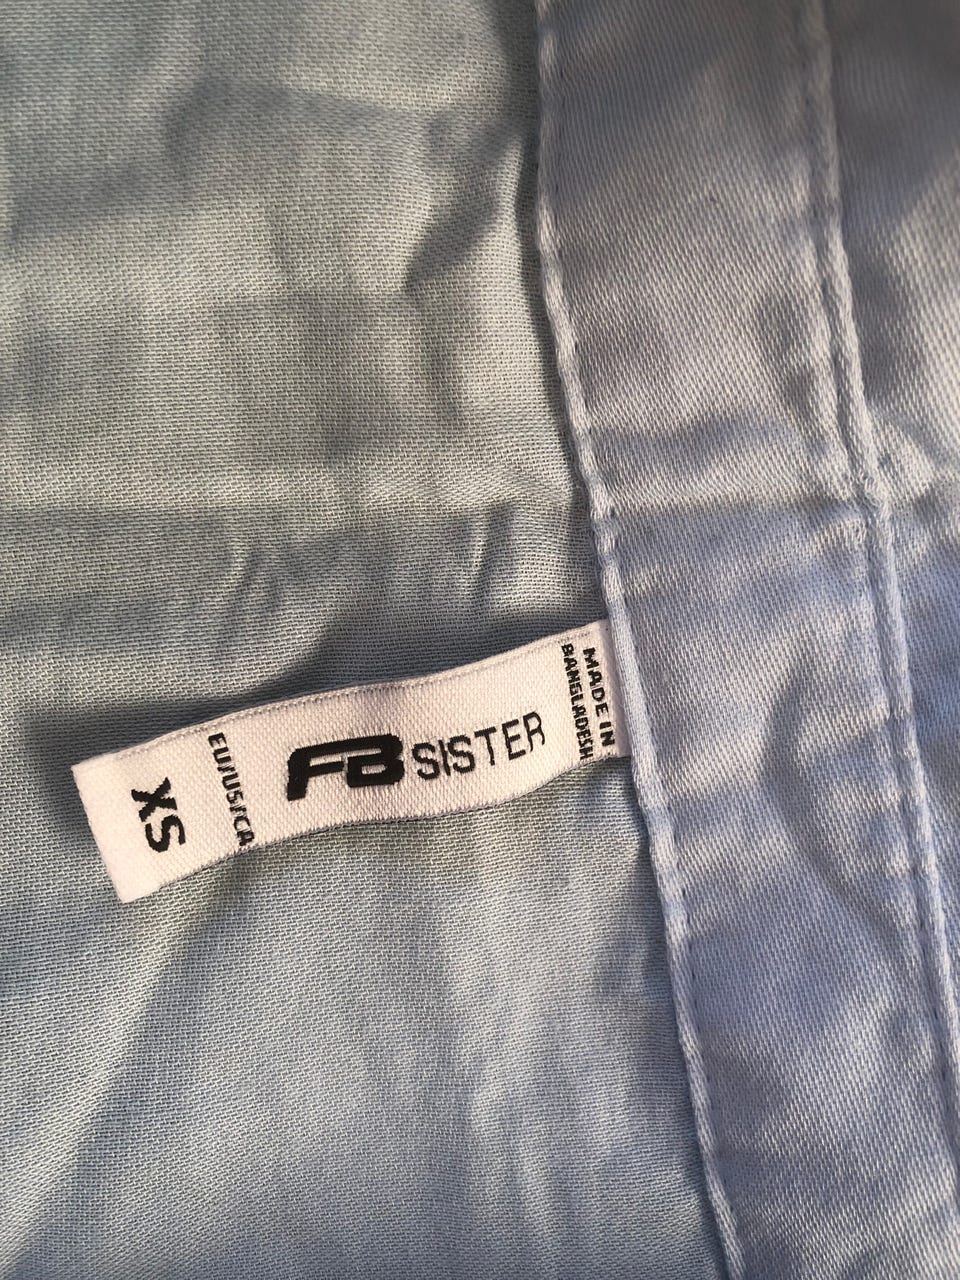 FB SISTER
XS
EU/US/CA
MADE IN
BANGLADESH